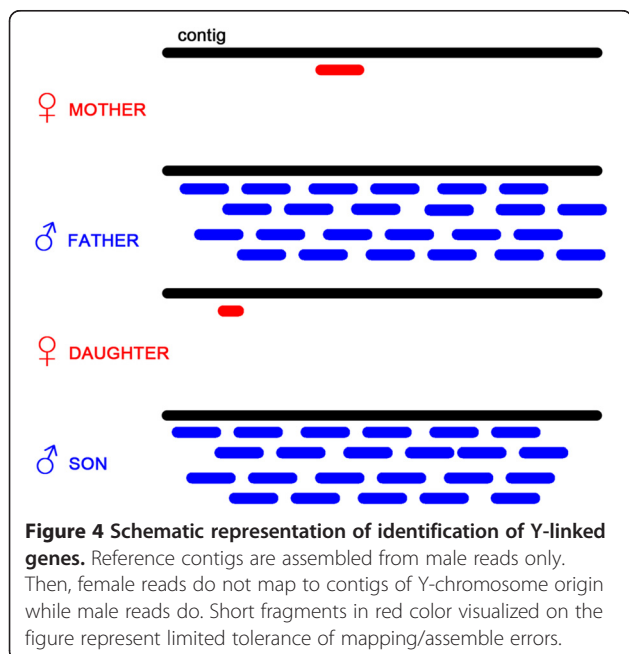 contig
♀ MOTHER
♂ FATHER
♀ DAUGHTER
♂ SON
Figure 4 Schematic representation of identification of Y-linked
genes. Reference contigs are assembled from male reads only.
Then, female reads do not map to contigs of Y-chromosome origin
while male reads do. Short fragments in red color visualized on the
figure represent limited tolerance of mapping/assemble errors.